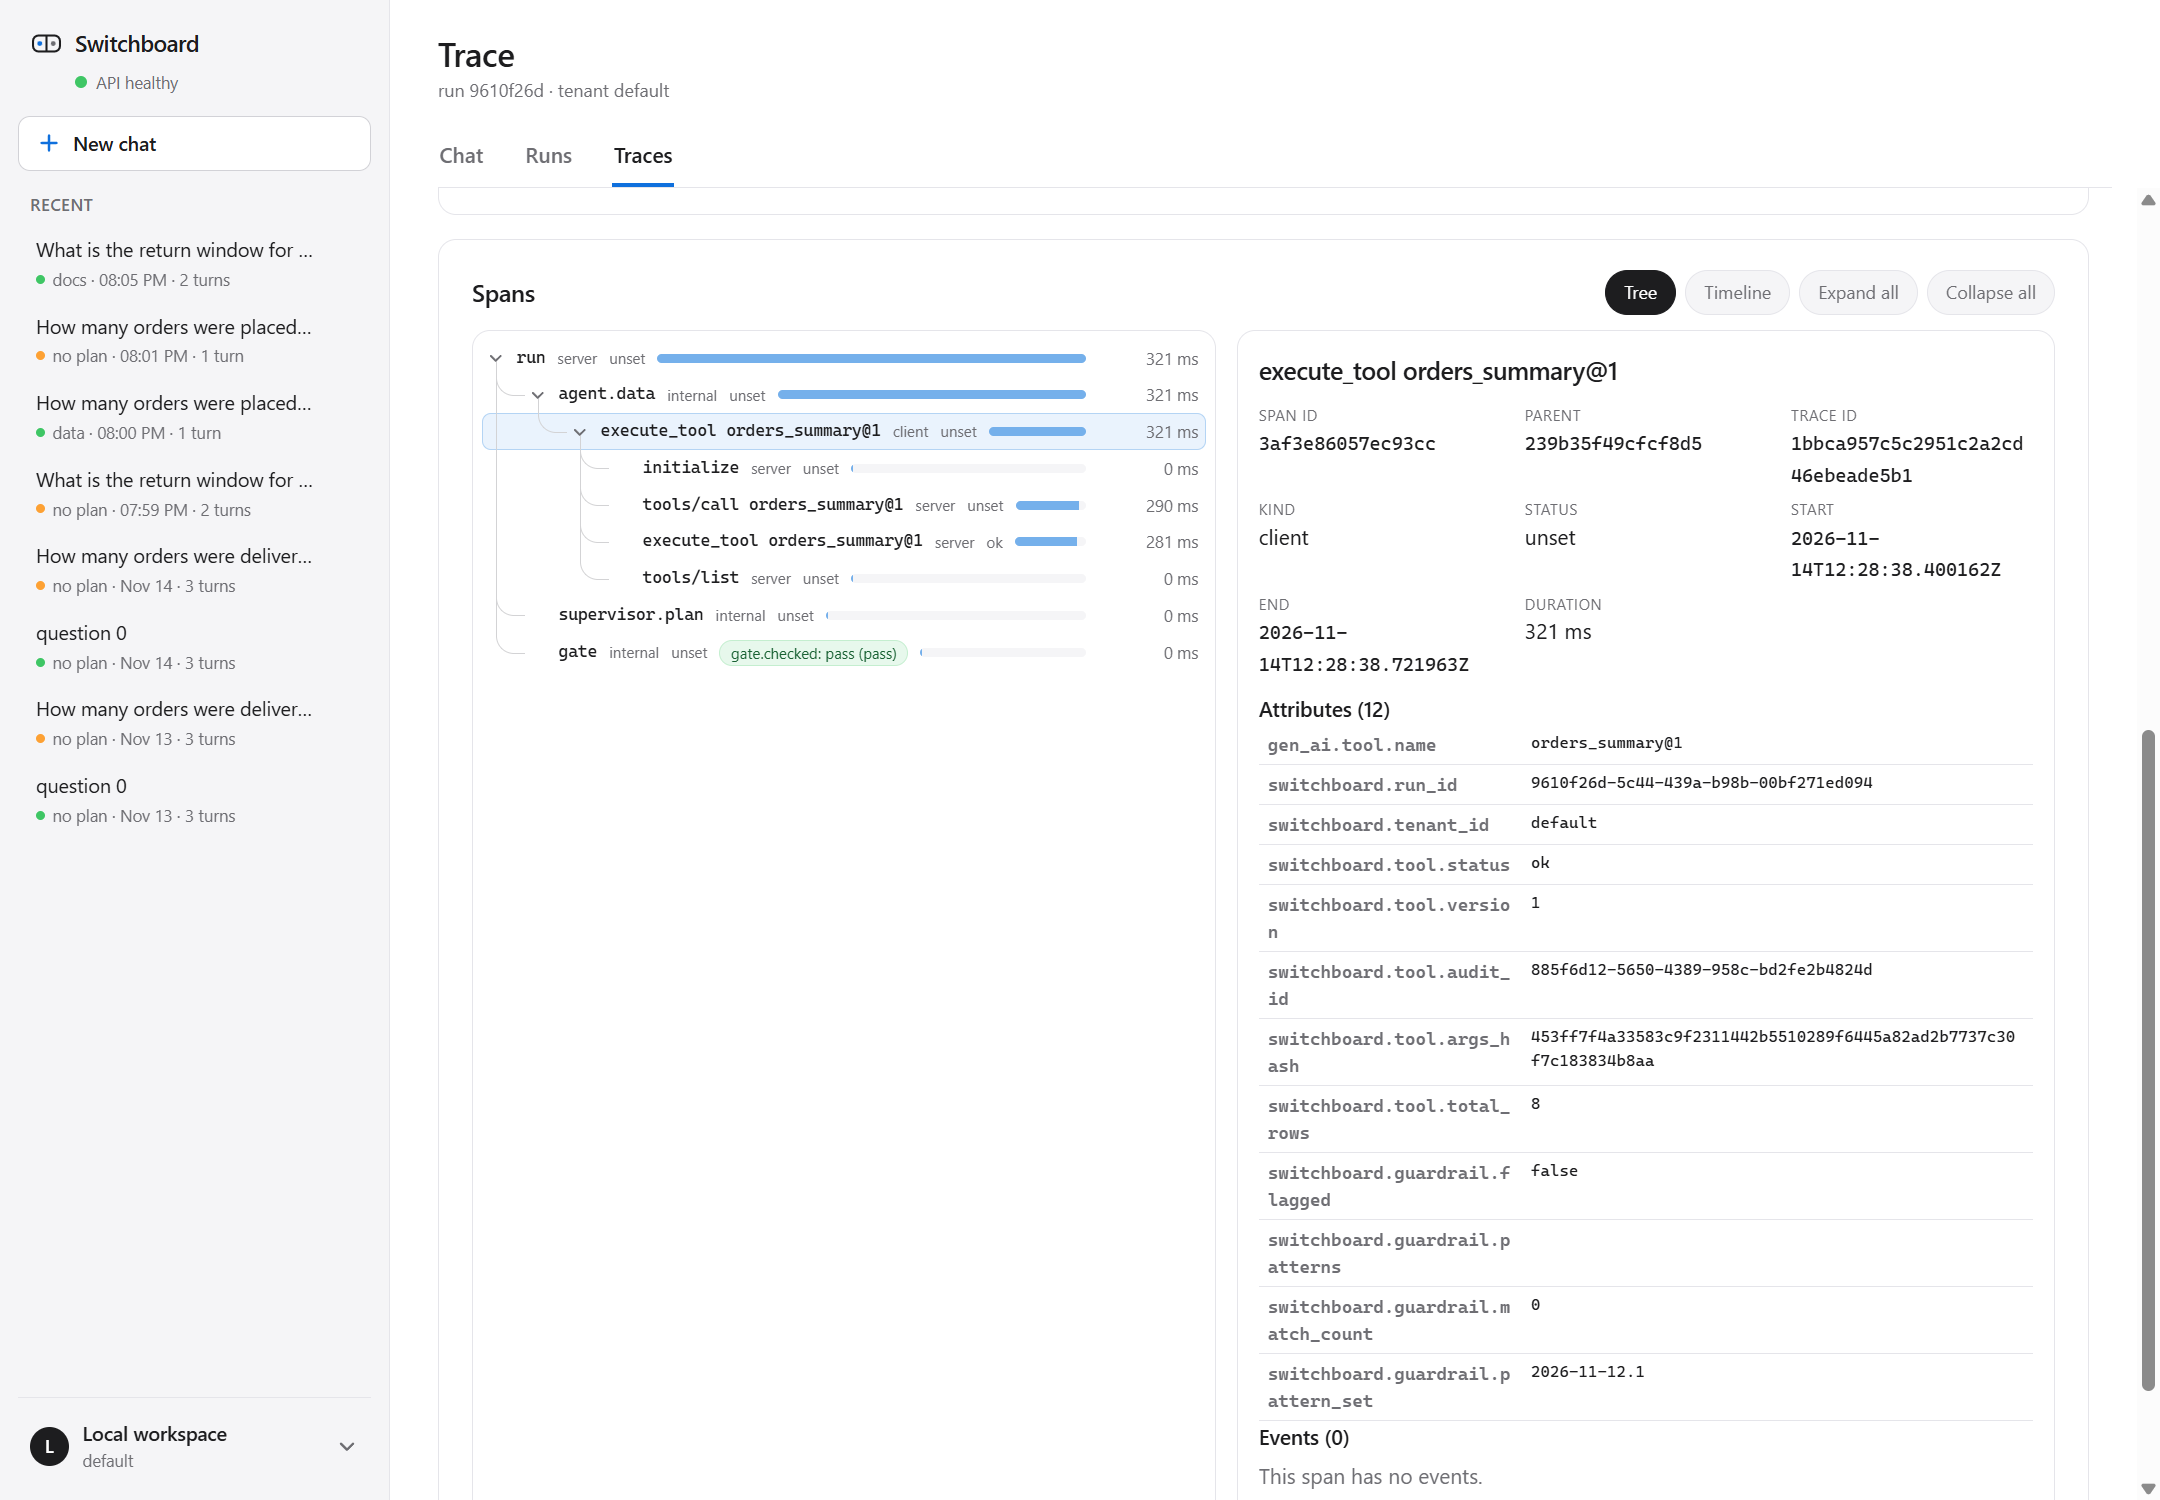 Switchboard
API healthy
New chat
RECENT
What is the return window for ...
docs · 08:05 PM · 2 turns
How many orders were placed...
no plan · 08:01 PM · 1 turn
How many orders were placed...
data · 08:00 PM · 1 turn
What is the return window for ...
no plan · 07:59 PM · 2 turns
How many orders were deliver...
no plan · Nov 14 · 3 turns
question 0
no plan · Nov 14 · 3 turns
How many orders were deliver...
no plan · Nov 13 · 3 turns
question 0
no plan · Nov 13 · 3 turns
L
Local workspace
default
Trace
run 9610f26d · tenant default
Chat Runs Traces
Spans
Tree Timeline Expand all Collapse all
run server unset 321 ms
agent.data internal unset 321 ms
execute_tool orders_summary@1 client unset 321 ms
initialize server unset 0 ms
tools/call orders_summary@1 server unset 290 ms
execute_tool orders_summary@1 server ok 281 ms
tools/list server unset 0 ms
supervisor.plan internal unset 0 ms
gate internal unset gate.checked: pass (pass) 0 ms
execute_tool orders_summary@1
SPAN ID PARENT TRACE ID
3af3e86057ec93cc 239b35f49cfcf8d5 1bbca957c5c2951c2a2cd
46ebeade5b1
KIND STATUS START
client unset 2026-11-
14T12:28:38.400162Z
END DURATION
2026-11- 321 ms
14T12:28:38.721963Z
Attributes (12)
gen_ai.tool.name orders_summary@1
switchboard.run_id 9610f26d-5c44-439a-b98b-00bf271ed094
switchboard.tenant_id default
switchboard.tool.status ok
switchboard.tool.versio 1
n
switchboard.tool.audit_ 885f6d12-5650-4389-958c-bd2fe2b4824d
id
switchboard.tool.args_h 453ff7f4a33583c9f2311442b5510289f6445a82ad2b7737c30
ash f7c183834b8aa
switchboard.tool.total_ 8
rows
switchboard.guardrail.f false
lagged
switchboard.guardrail.p
atterns
switchboard.guardrail.m 0
atch_count
switchboard.guardrail.p 2026-11-12.1
attern_set
Events (0)
This span has no events.